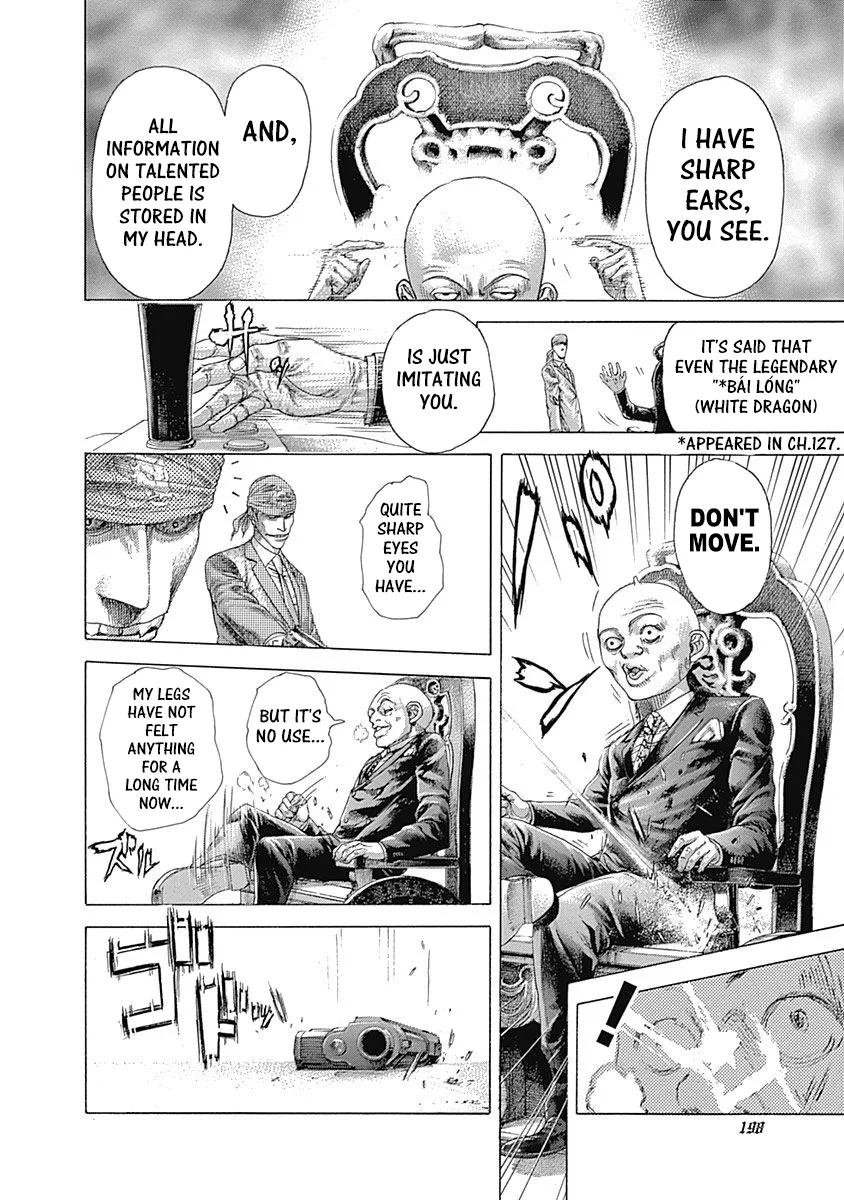 I HAVE
SHARP
EARS,
YOU SEE.
AND,
ALL
INFORMATION
ON TALENTED
PEOPLE IS
STORED IN
MY HEAD.
IT'S SAID THAT
EVEN THE LEGENDARY
"*BÁI LÓNG"
(WHITE DRAGON)
*APPEARED IN CH.127.
IS JUST
IMITATING
YOU.
DON'T
MOVE.
!
QUITE
SHARP
EYES
YOU
HAVE...
BUT IT'S
NO USE...
MY LEGS
HAVE NOT
FELT
ANYTHING
FOR A
LONG TIME
NOW...
198